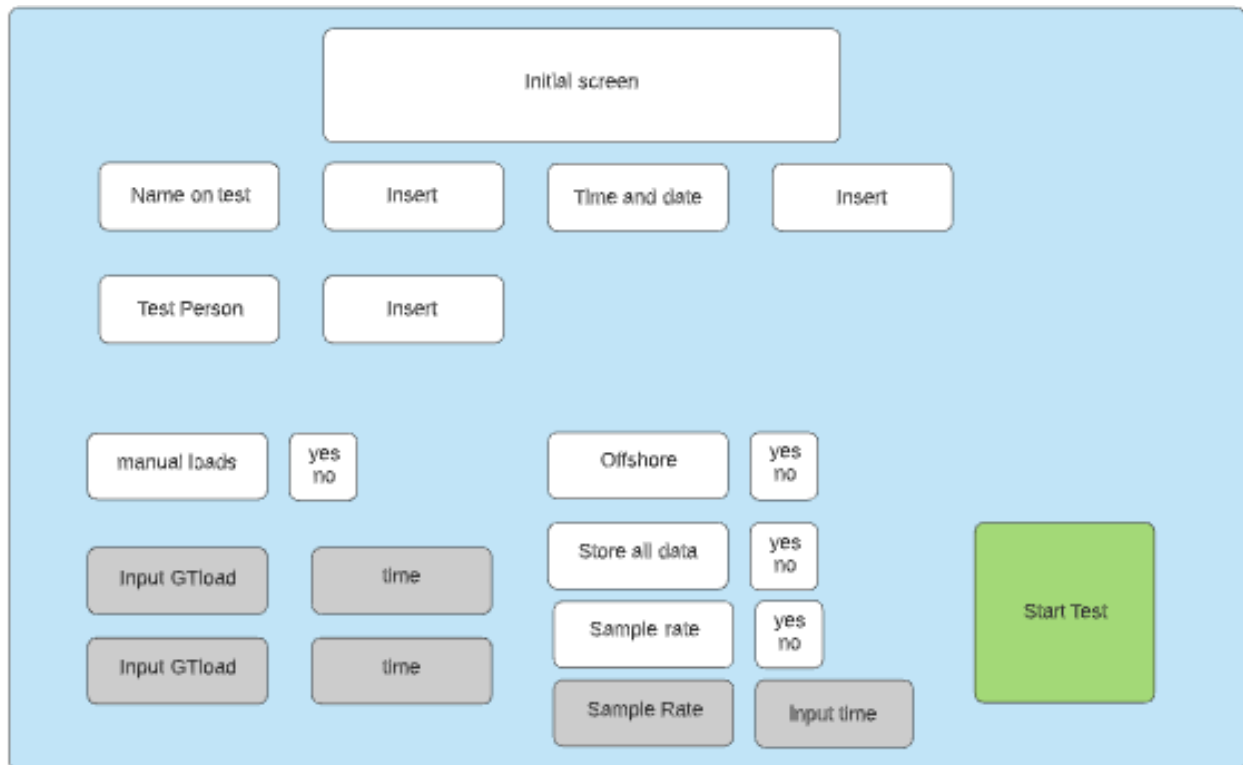 Initial screen
Name on test
Insert
Time and date
Insert
Test Person
Insert
manual loads
yes
no
Offshore
yes
no
Store all data
yes
no
Input GTload
time
Sample rate
yes
no
Input GTload
time
Sample Rate
Input time
Start Test